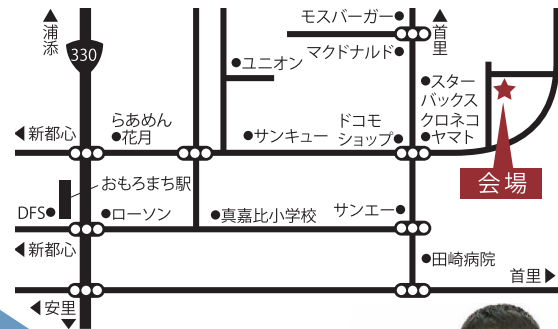 モスバーガー
浦添
首里
330
マクドナルド
ユニオン
スター
バックス
らあめん
花月
ドコモ
ショップ
クロネコ
ヤマト
新都心
サンキュー
おもろまち駅
会場
DFS
ローソン
真嘉比小学校
サンエー
新都心
田崎病院
首里
安里